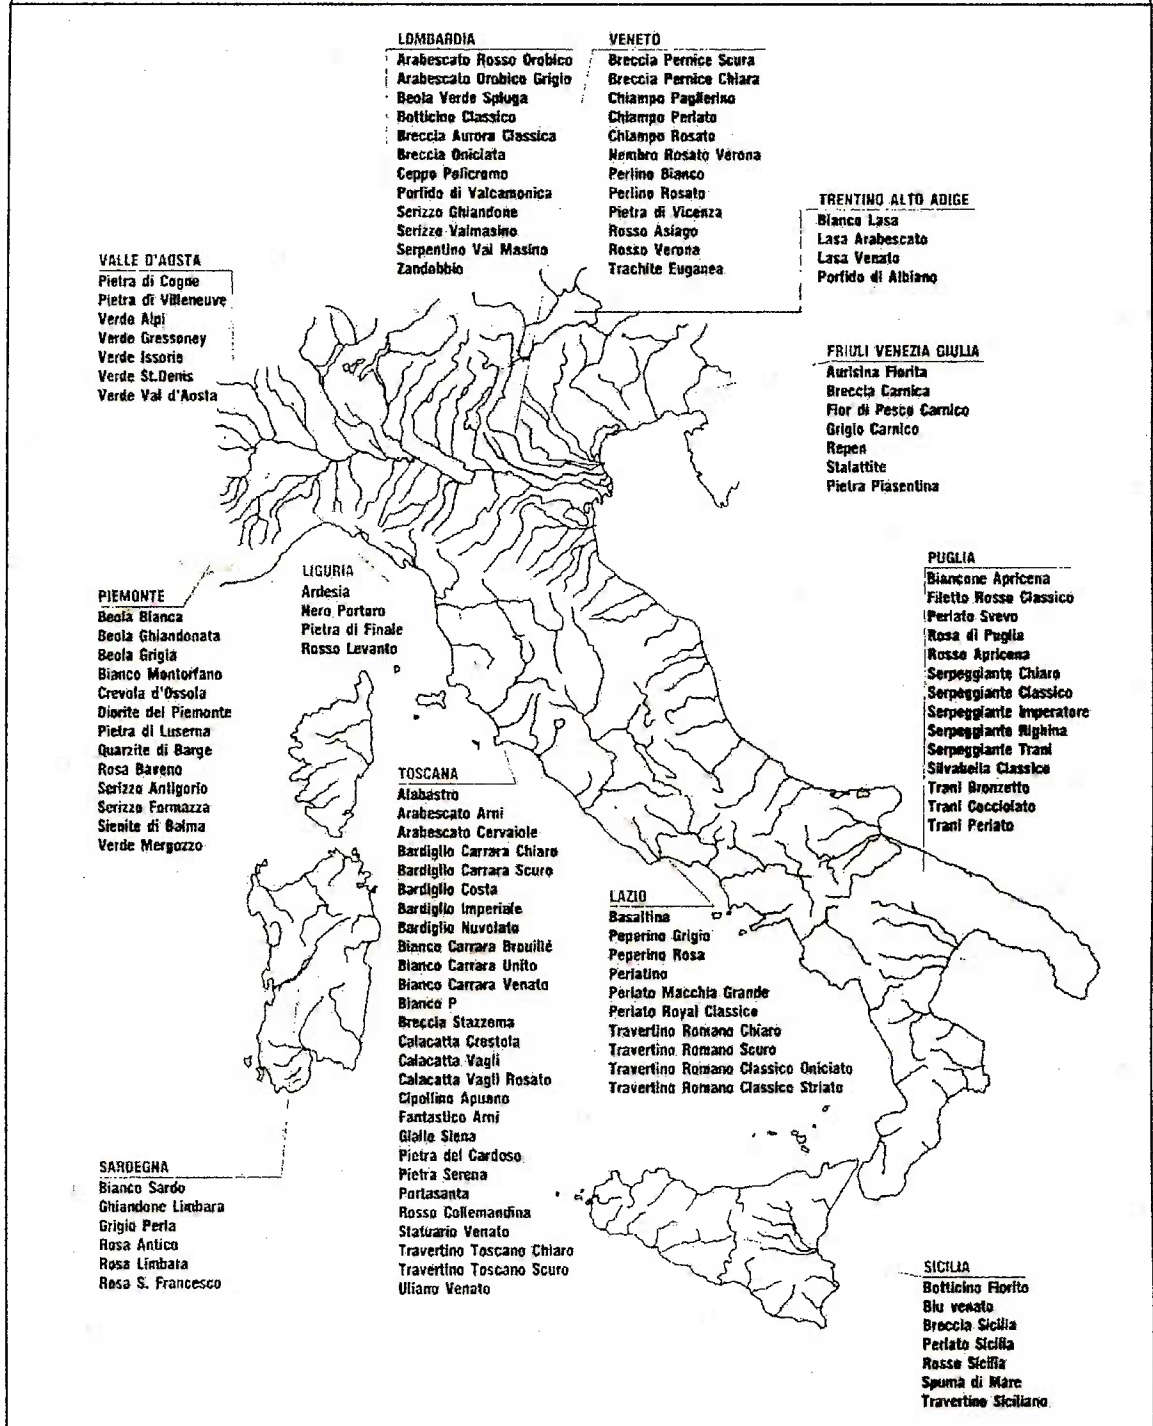 LOMBARDIA
Arabescato Rosso Orobico
Arabescato Orobico Grigio
Beola Verde Spluga
Botticino Classico
Breccia Aurora Classica
Breccia Oniciata
Ceppo Policromo
Porfido di Valcamonica
Serizzo Ghiandone
Serizzo Valmasino
Serpentino Val Masino
Zandobbio
VENETO
Breccia Pernice Scura
Breccia Pernice Chiara
Chiampo Paglierino
Chiampo Perlato
Chiampo Rosato
Nembro Rosato Verona
Perlino Bianco
Perlino Rosato
Pietra di Vicenza
Rosso Asiago
Rosso Verona
Trachite Euganea
TRENTINO ALTO ADIGE
Bianco Lasa
Lasa Arabescato
Lasa Venato
Porfido di Albiano
VALLE D'AOSTA
Pietra di Cogne
Pietra di Villeneuve
Verde Alpi
Verde Gressoney
Verde Issorie
Verde St.Denis
Verde Val d'Aosta
FRIULI VENEZIA GIULIA
Aurisina Fiorita
Breccia Carnica
Fior di Pesco Carnico
Grigio Carnico
Repen
Stalattite
Pietra Piasentina
PUGLIA
Biancone Apricena
Filetto Rosso Classico
Perlato Svevo
Rosa di Puglia
Rosso Apricena
Serpeggiante Chiaro
Serpeggiante Classico
Serpeggiante Imperatore
Serpeggiante Righina
Serpeggiante Trani
Silvabella Classico
Trani Bronzetto
Trani Cocciolato
Trani Perlato
LIGURIA
Ardesia
Nero Portoro
Pietra di Finale
Rosso Levanto
PIEMONTE
Beola Bianca
Beola Ghiandonata
Beola Grigia
Bianco Montorfano
Crevola d'Ossola
Diorite del Piemonte
Pietra di Luserna
Quarzite di Barge
Rosa Baveno
Serizzo Antigorio
Serizzo Formazza
Sienite di Balma
Verde Mergozzo
TOSCANA
Alabastro
Arabescato Arni
Arabescato Cervaiole
Bardiglio Carrara Chiaro
Bardiglio Carrara Scuro
Bardiglio Costa
Bardiglio Imperiale
Bardiglio Nuvolato
Bianco Carrara Brouillé
Bianco Carrara Unito
Bianco Carrara Venato
Bianco P
Breccia Stazzema
Calacatta Crestola
Calacatta Vagli
Calacatta Vagli Rosato
Cipollino Apuano
Fantastico Arni
Giallo Siena
Pietra del Cardoso
Pietra Serena
Portasanta
Rosso Collemandina
Statuario Venato
Travertino Toscano Chiaro
Travertino Toscano Scuro
Uliano Venato
LAZIO
Basaltina
Peperino Grigio
Peperino Rosa
Perlatino
Perlato Macchia Grande
Perlato Royal Classico
Travertino Romano Chiaro
Travertino Romano Scuro
Travertino Romano Classico Oniciato
Travertino Romano Classico Striato
SARDEGNA
Bianco Sardo
Ghiandone Limbara
Grigio Perla
Rosa Antico
Rosa Limbara
Rosa S. Francesco
SICILIA
Botticino Fiorito
Blu venato
Breccia Sicilia
Perlato Sicilia
Rosso Sicilia
Spuma di Mare
Travertino Siciliano